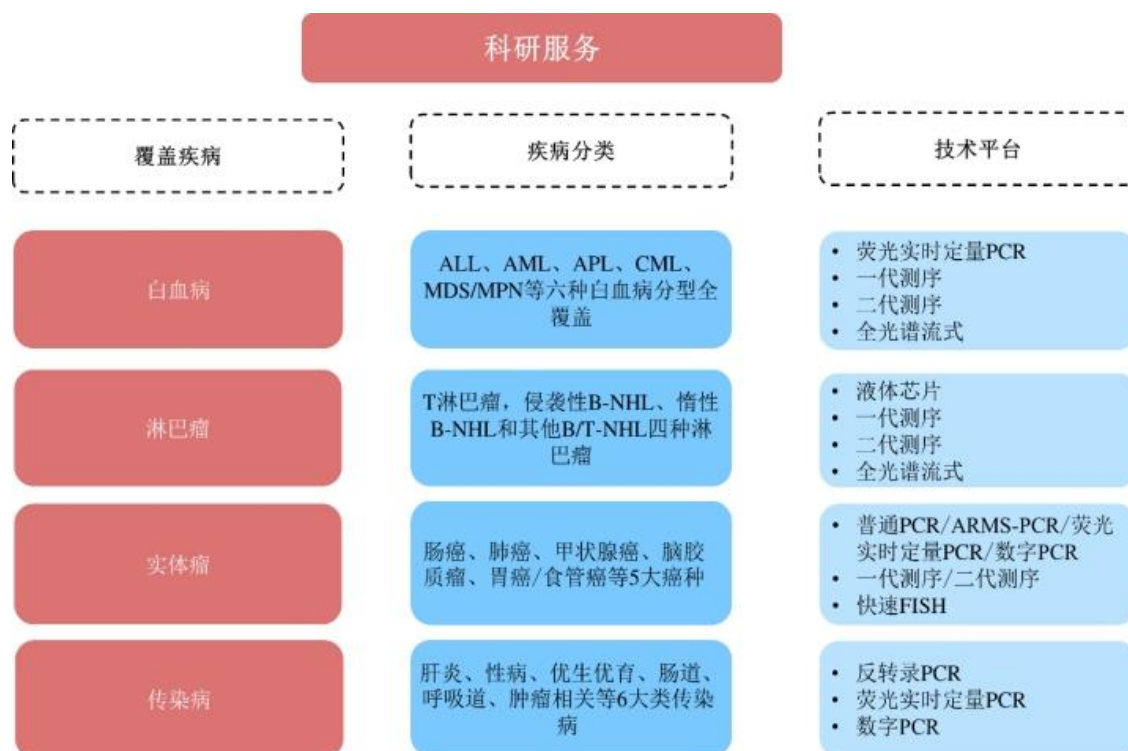 科研服务
覆盖疾病
疾病分类
技术平台
白血病
ALL、AML、APL、CML、
MDS/MPN等六种白血病分型全
覆盖
• 荧光实时定量PCR
• 一代测序
• 二代测序
• 全光谱流式
淋巴瘤
T淋巴瘤，侵袭性B-NHL、惰性
B-NHL和其他B/T-NHL四种淋
巴瘤
• 液体芯片
• 一代测序
• 二代测序
• 全光谱流式
实体瘤
肠癌、肺癌、甲状腺癌、脑胶
质瘤、胃癌/食管癌等5大癌种
• 普通PCR/ARMS-PCR/荧光
实时定量PCR/数字PCR
• 一代测序/二代测序
• 快速FISH
传染病
肝炎、性病、优生优育、肠道、
呼吸道、肿瘤相关等6大类传染
病
• 反转录PCR
• 荧光实时定量PCR
• 数字PCR